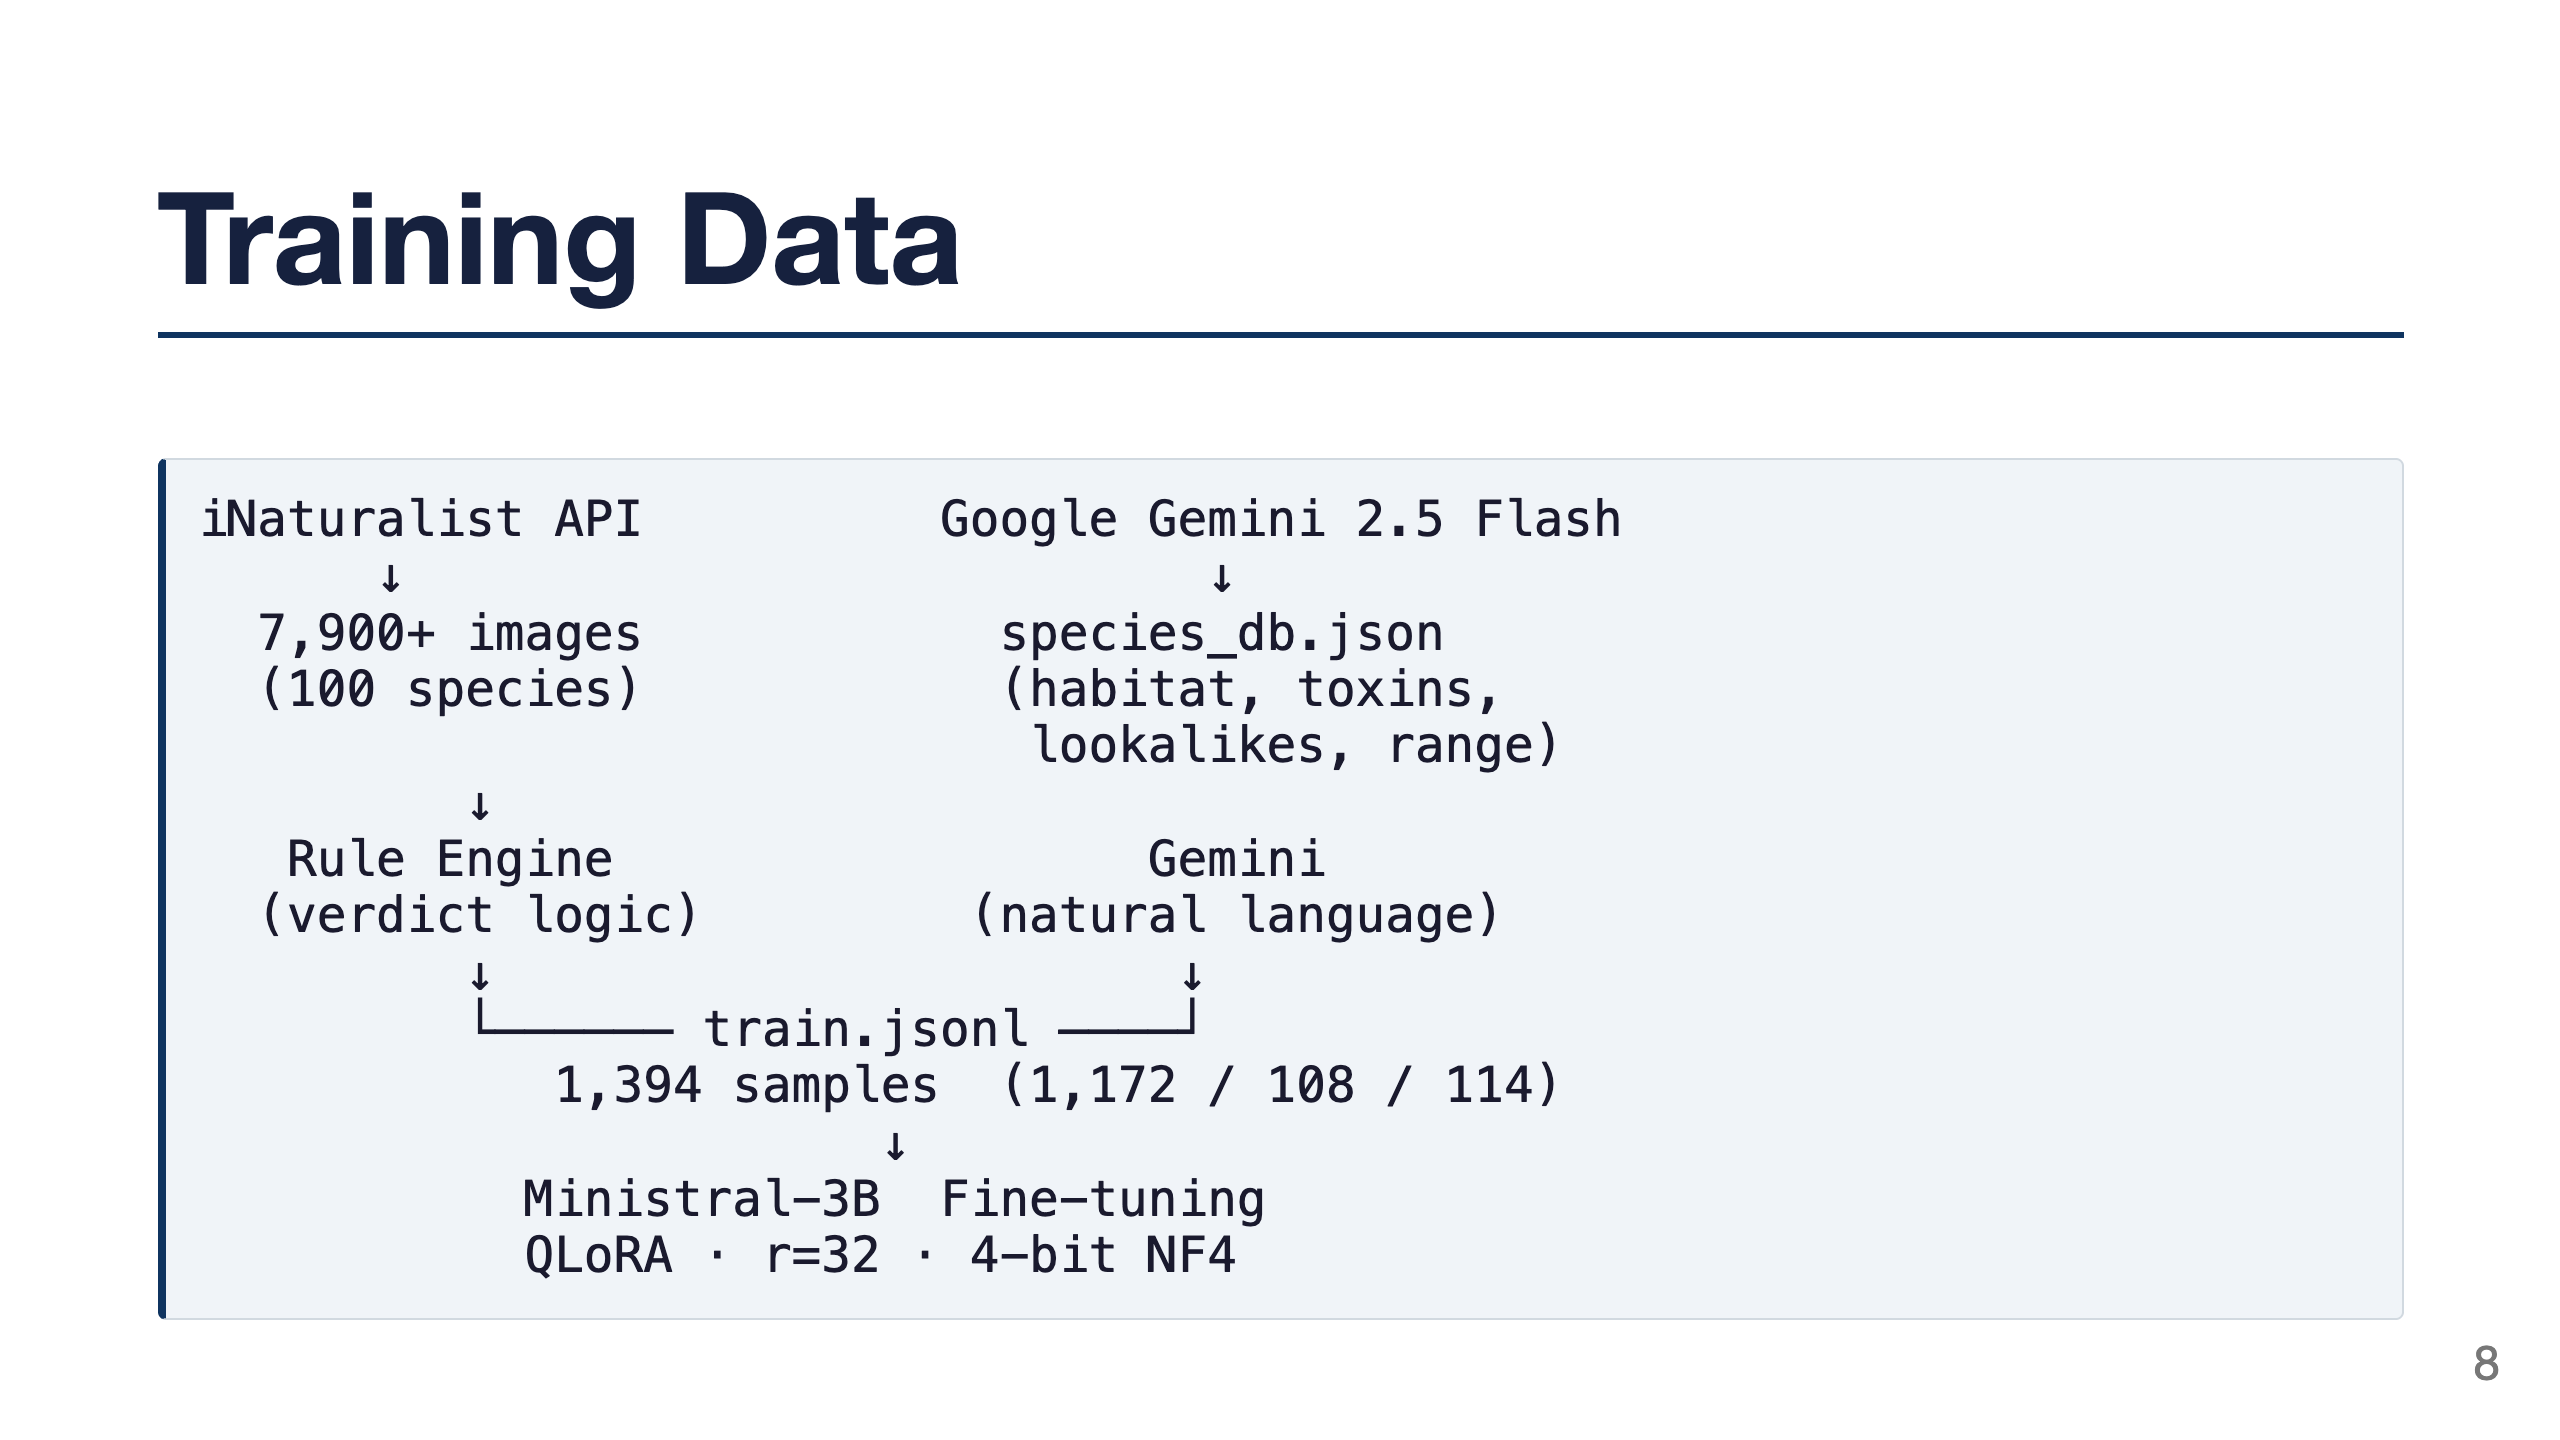 Training Data
iNaturalist API          Google Gemini 2.5 Flash
      ↓                            ↓
  7,900+ images            species_db.json
  (100 species)            (habitat, toxins,
                            lookalikes, range)
         ↓
   Rule Engine                  Gemini
  (verdict logic)         (natural language)
         ↓                       ↓
         └────── train.jsonl ────┘
            1,394 samples  (1,172 / 108 / 114)
                       ↓
           Ministral-3B  Fine-tuning
           QLoRA · r=32 · 4-bit NF4
8